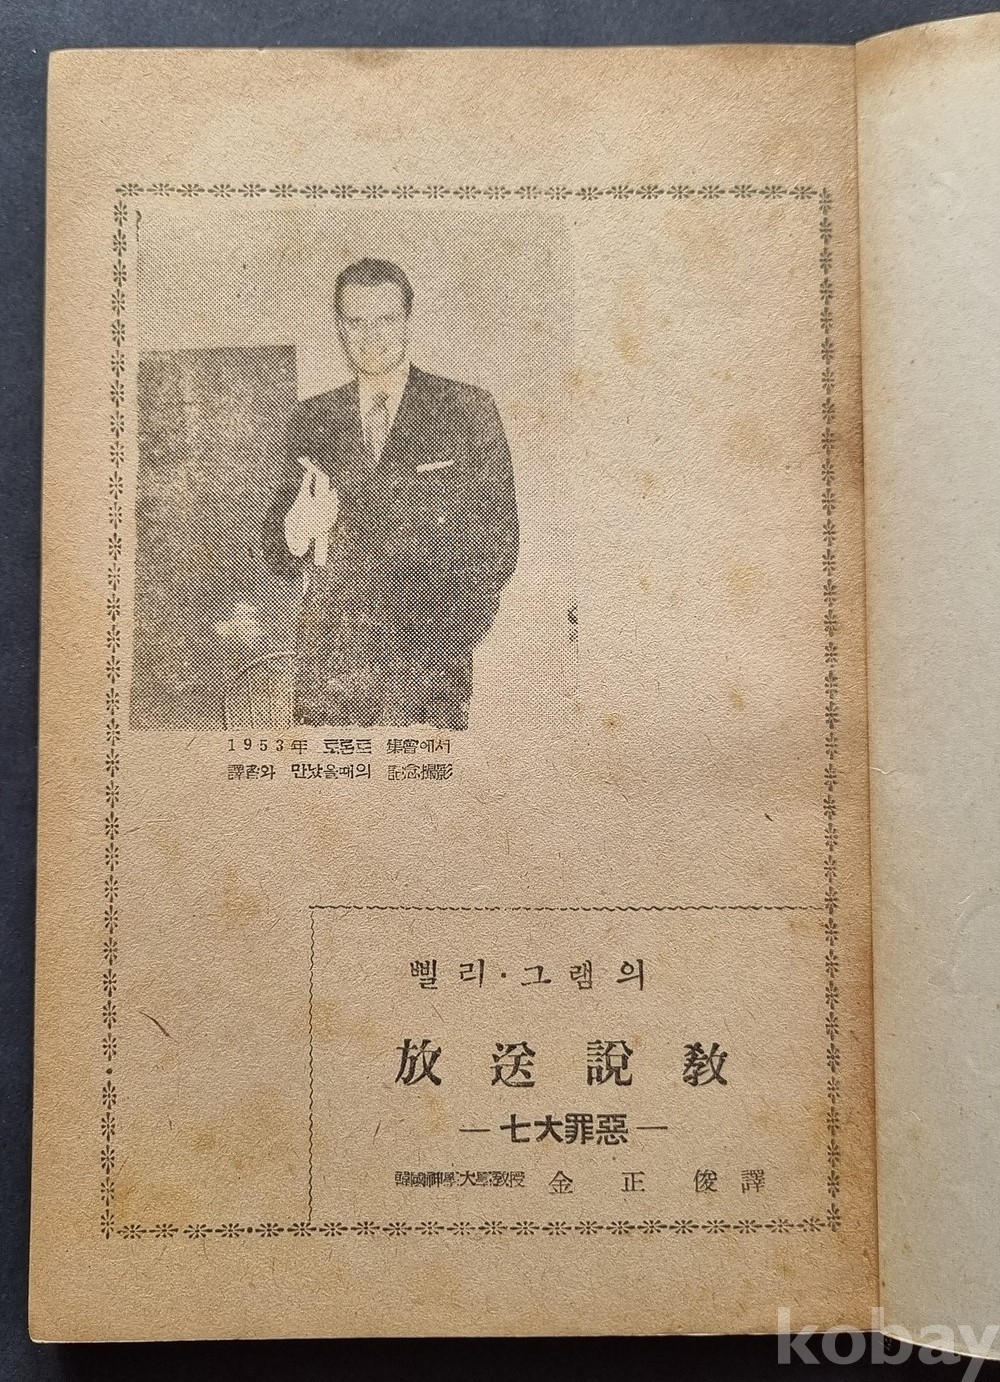 1953年 토론토 集會에서
譯者와 만났을때의 記念撮影
삘리·그램의
放送說教
—七大罪惡—
韓國神學大學敎授 金正俊譯
kobay